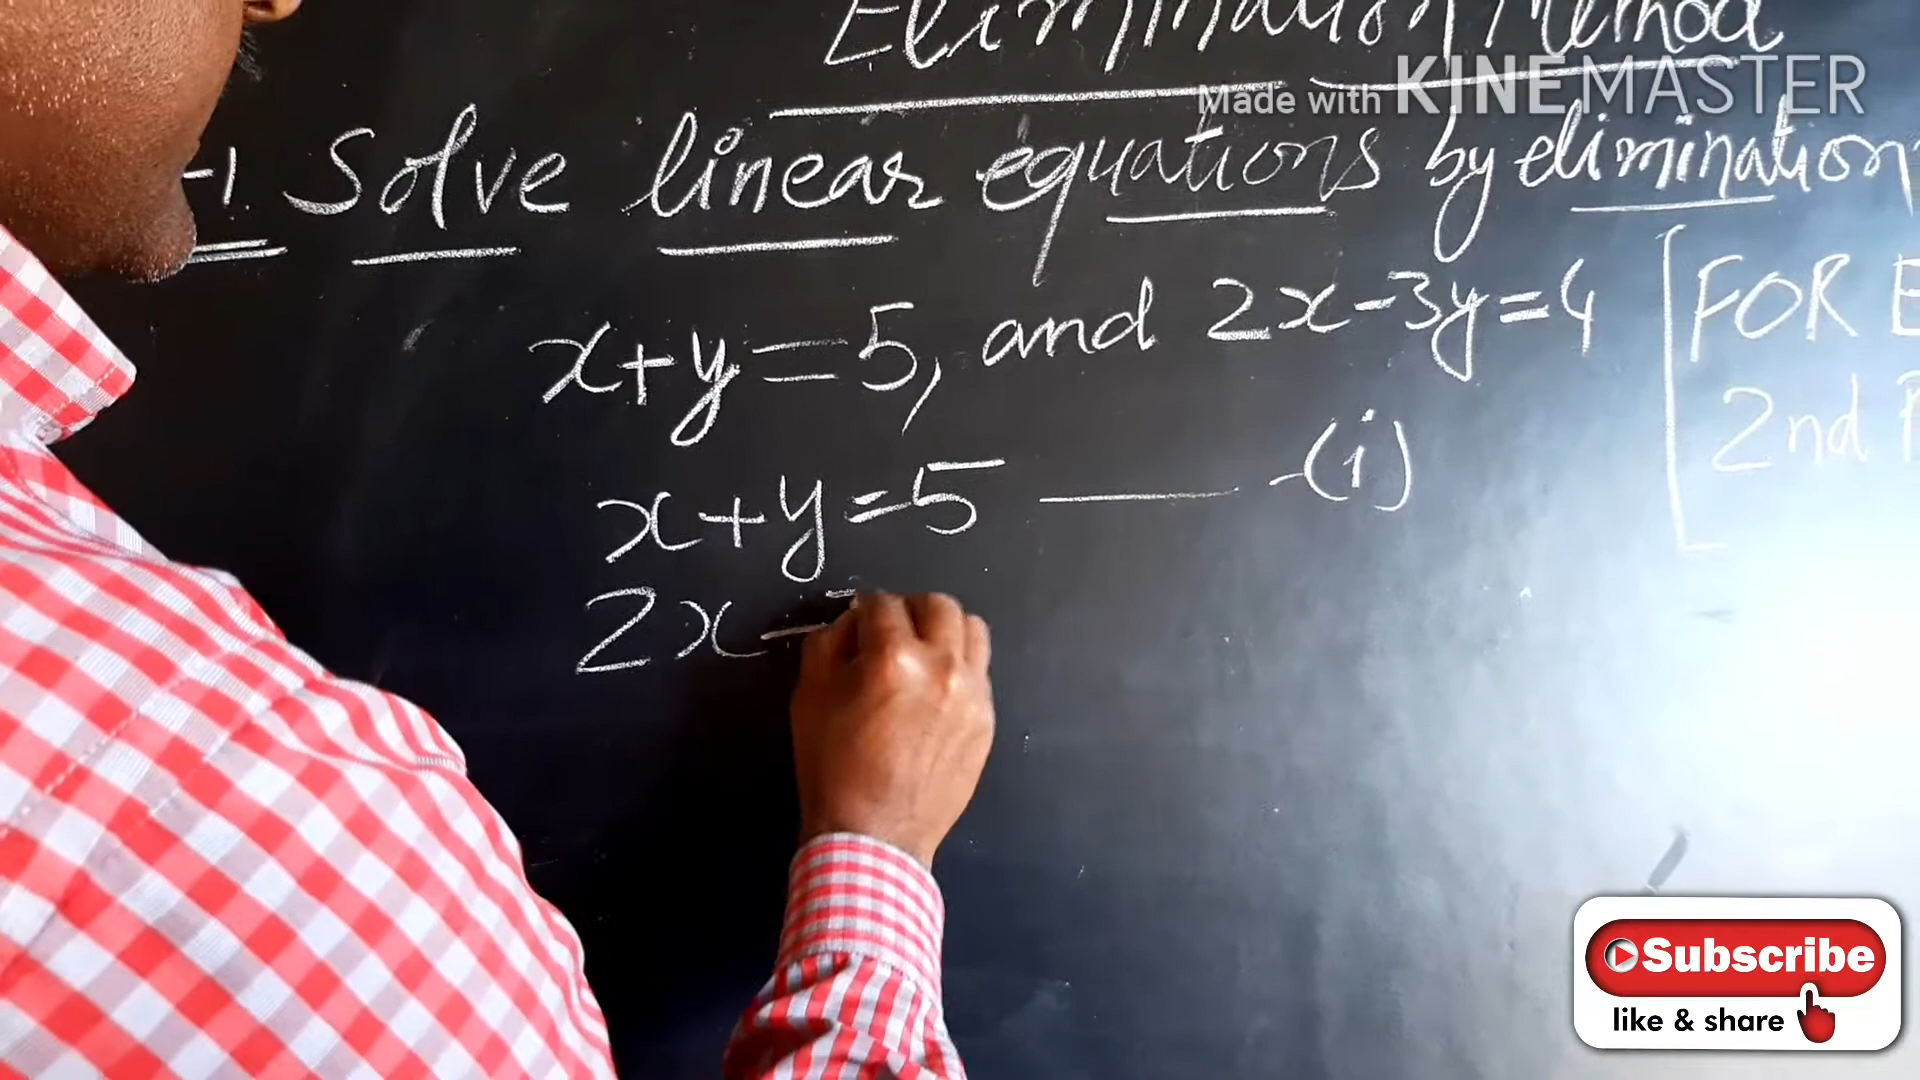 Elimination Method
Made with KINEMASTER
-1. Solve linear equations by elimination
x+y=5, and 2x-3y=4
[FOR E
2nd
x+y=5 —— -(i)
2x-
Subscribe
like & share